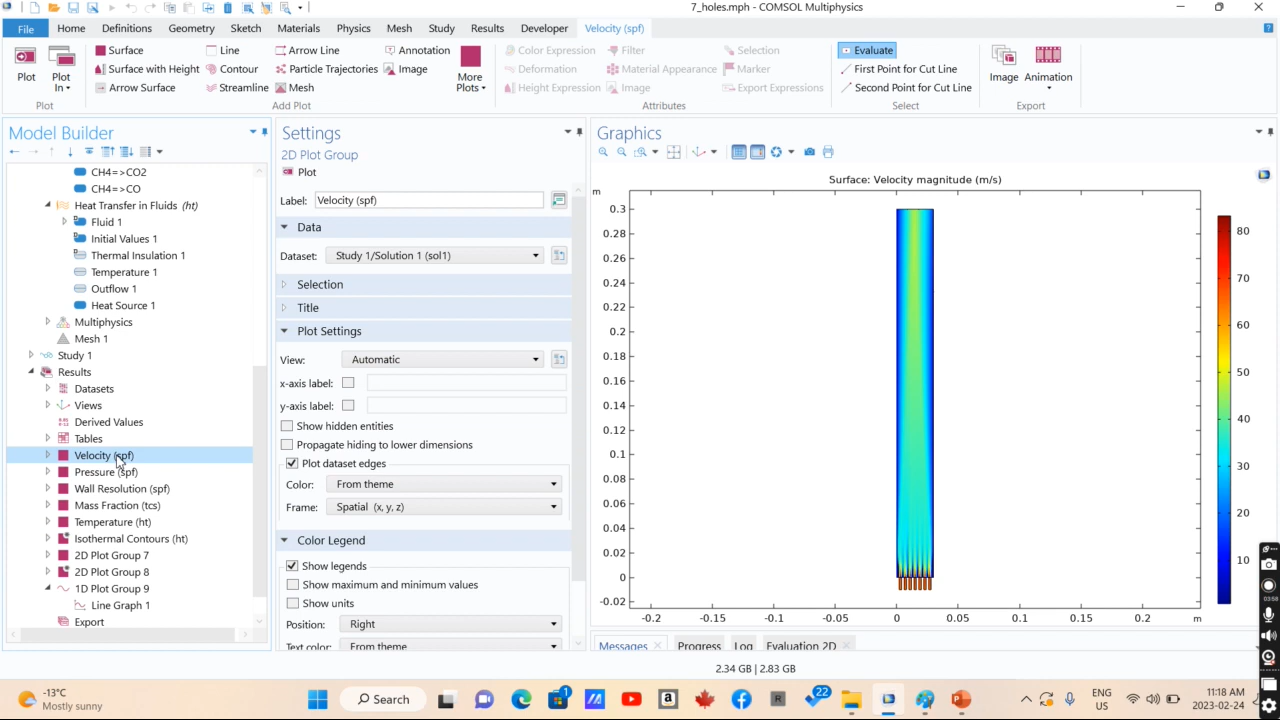 7_holes.mph - COMSOL Multiphysics
File Home Definitions Geometry Sketch Materials Physics Mesh Study Results Developer Velocity (spf)
Surface Line Arrow Line Annotation Color Expression Filter Selection Evaluate
Surface with Height Contour Particle Trajectories Image Deformation Material Appearance Marker First Point for Cut Line
Arrow Surface Streamline Mesh Height Expression Image Export Expressions Second Point for Cut Line
Plot Plot In More Plots Image Animation
Plot Add Plot Attributes Select Export
Model Builder
CH4=>CO2
CH4=>CO
Heat Transfer in Fluids (ht)
Fluid 1
Initial Values 1
Thermal Insulation 1
Temperature 1
Outflow 1
Heat Source 1
Multiphysics
Mesh 1
Study 1
Results
Datasets
Views
Derived Values
Tables
Velocity (spf)
Pressure (spf)
Wall Resolution (spf)
Mass Fraction (tcs)
Temperature (ht)
Isothermal Contours (ht)
2D Plot Group 7
2D Plot Group 8
1D Plot Group 9
Line Graph 1
Export
Settings
2D Plot Group
Plot
Label: Velocity (spf)
Data
Dataset: Study 1/Solution 1 (sol1)
Selection
Title
Plot Settings
View: Automatic
x-axis label:
y-axis label:
Show hidden entities
Propagate hiding to lower dimensions
Plot dataset edges
Color: From theme
Frame: Spatial (x, y, z)
Color Legend
Show legends
Show maximum and minimum values
Show units
Position: Right
Text color: From theme
Graphics
Surface: Velocity magnitude (m/s)
m
0.3
0.28
0.26
0.24
0.22
0.2
0.18
0.16
0.14
0.12
0.1
0.08
0.06
0.04
0.02
0
-0.02
-0.2 -0.15 -0.1 -0.05 0 0.05 0.1 0.15 0.2 m
80
70
60
50
40
30
20
10
Messages Progress Log Evaluation 2D
2.34 GB | 2.83 GB
03:58
-13°C
Mostly sunny
Search
1
22
R
ENG
US
11:18 AM
2023-02-24